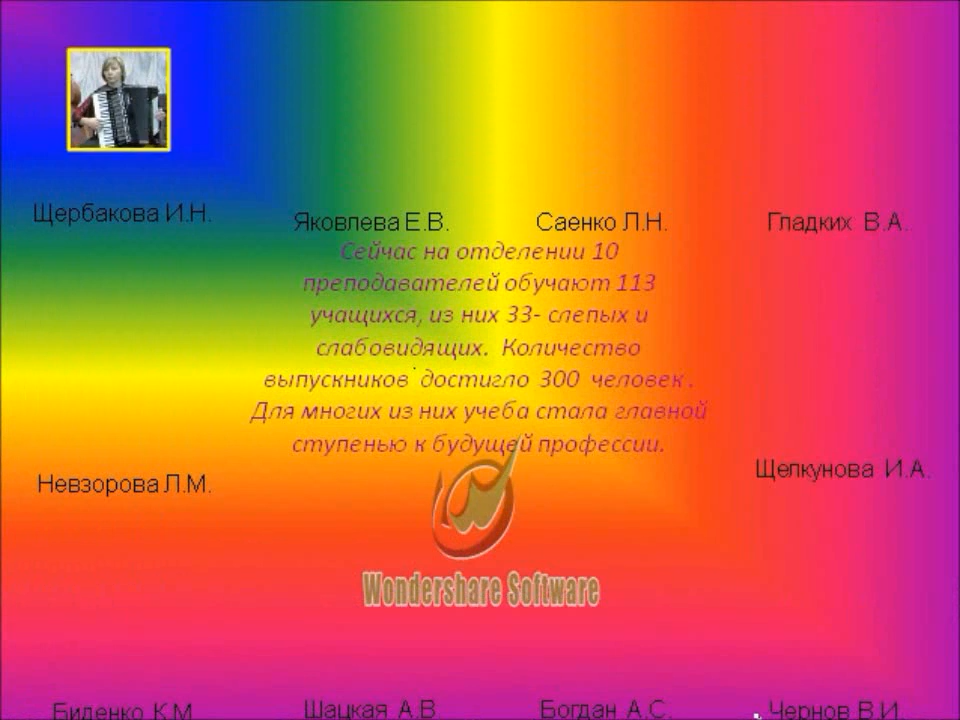 Щербакова И.Н.
Яковлева Е.В.
Саенко Л.Н.
Гладких В.А.
Сейчас на отделении 10
преподавателей обучают 113
учащихся, из них 33- слепых и
слабовидящих. Количество
выпускников достигло 300 человек .
Для многих из них учеба стала главной
ступенью к будущей профессии.
Невзорова Л.М.
Щелкунова И.А.
Wondershare Software
Биденко К.М.
Шацкая А.В.
Богдан А.С.
Чернов В.И.